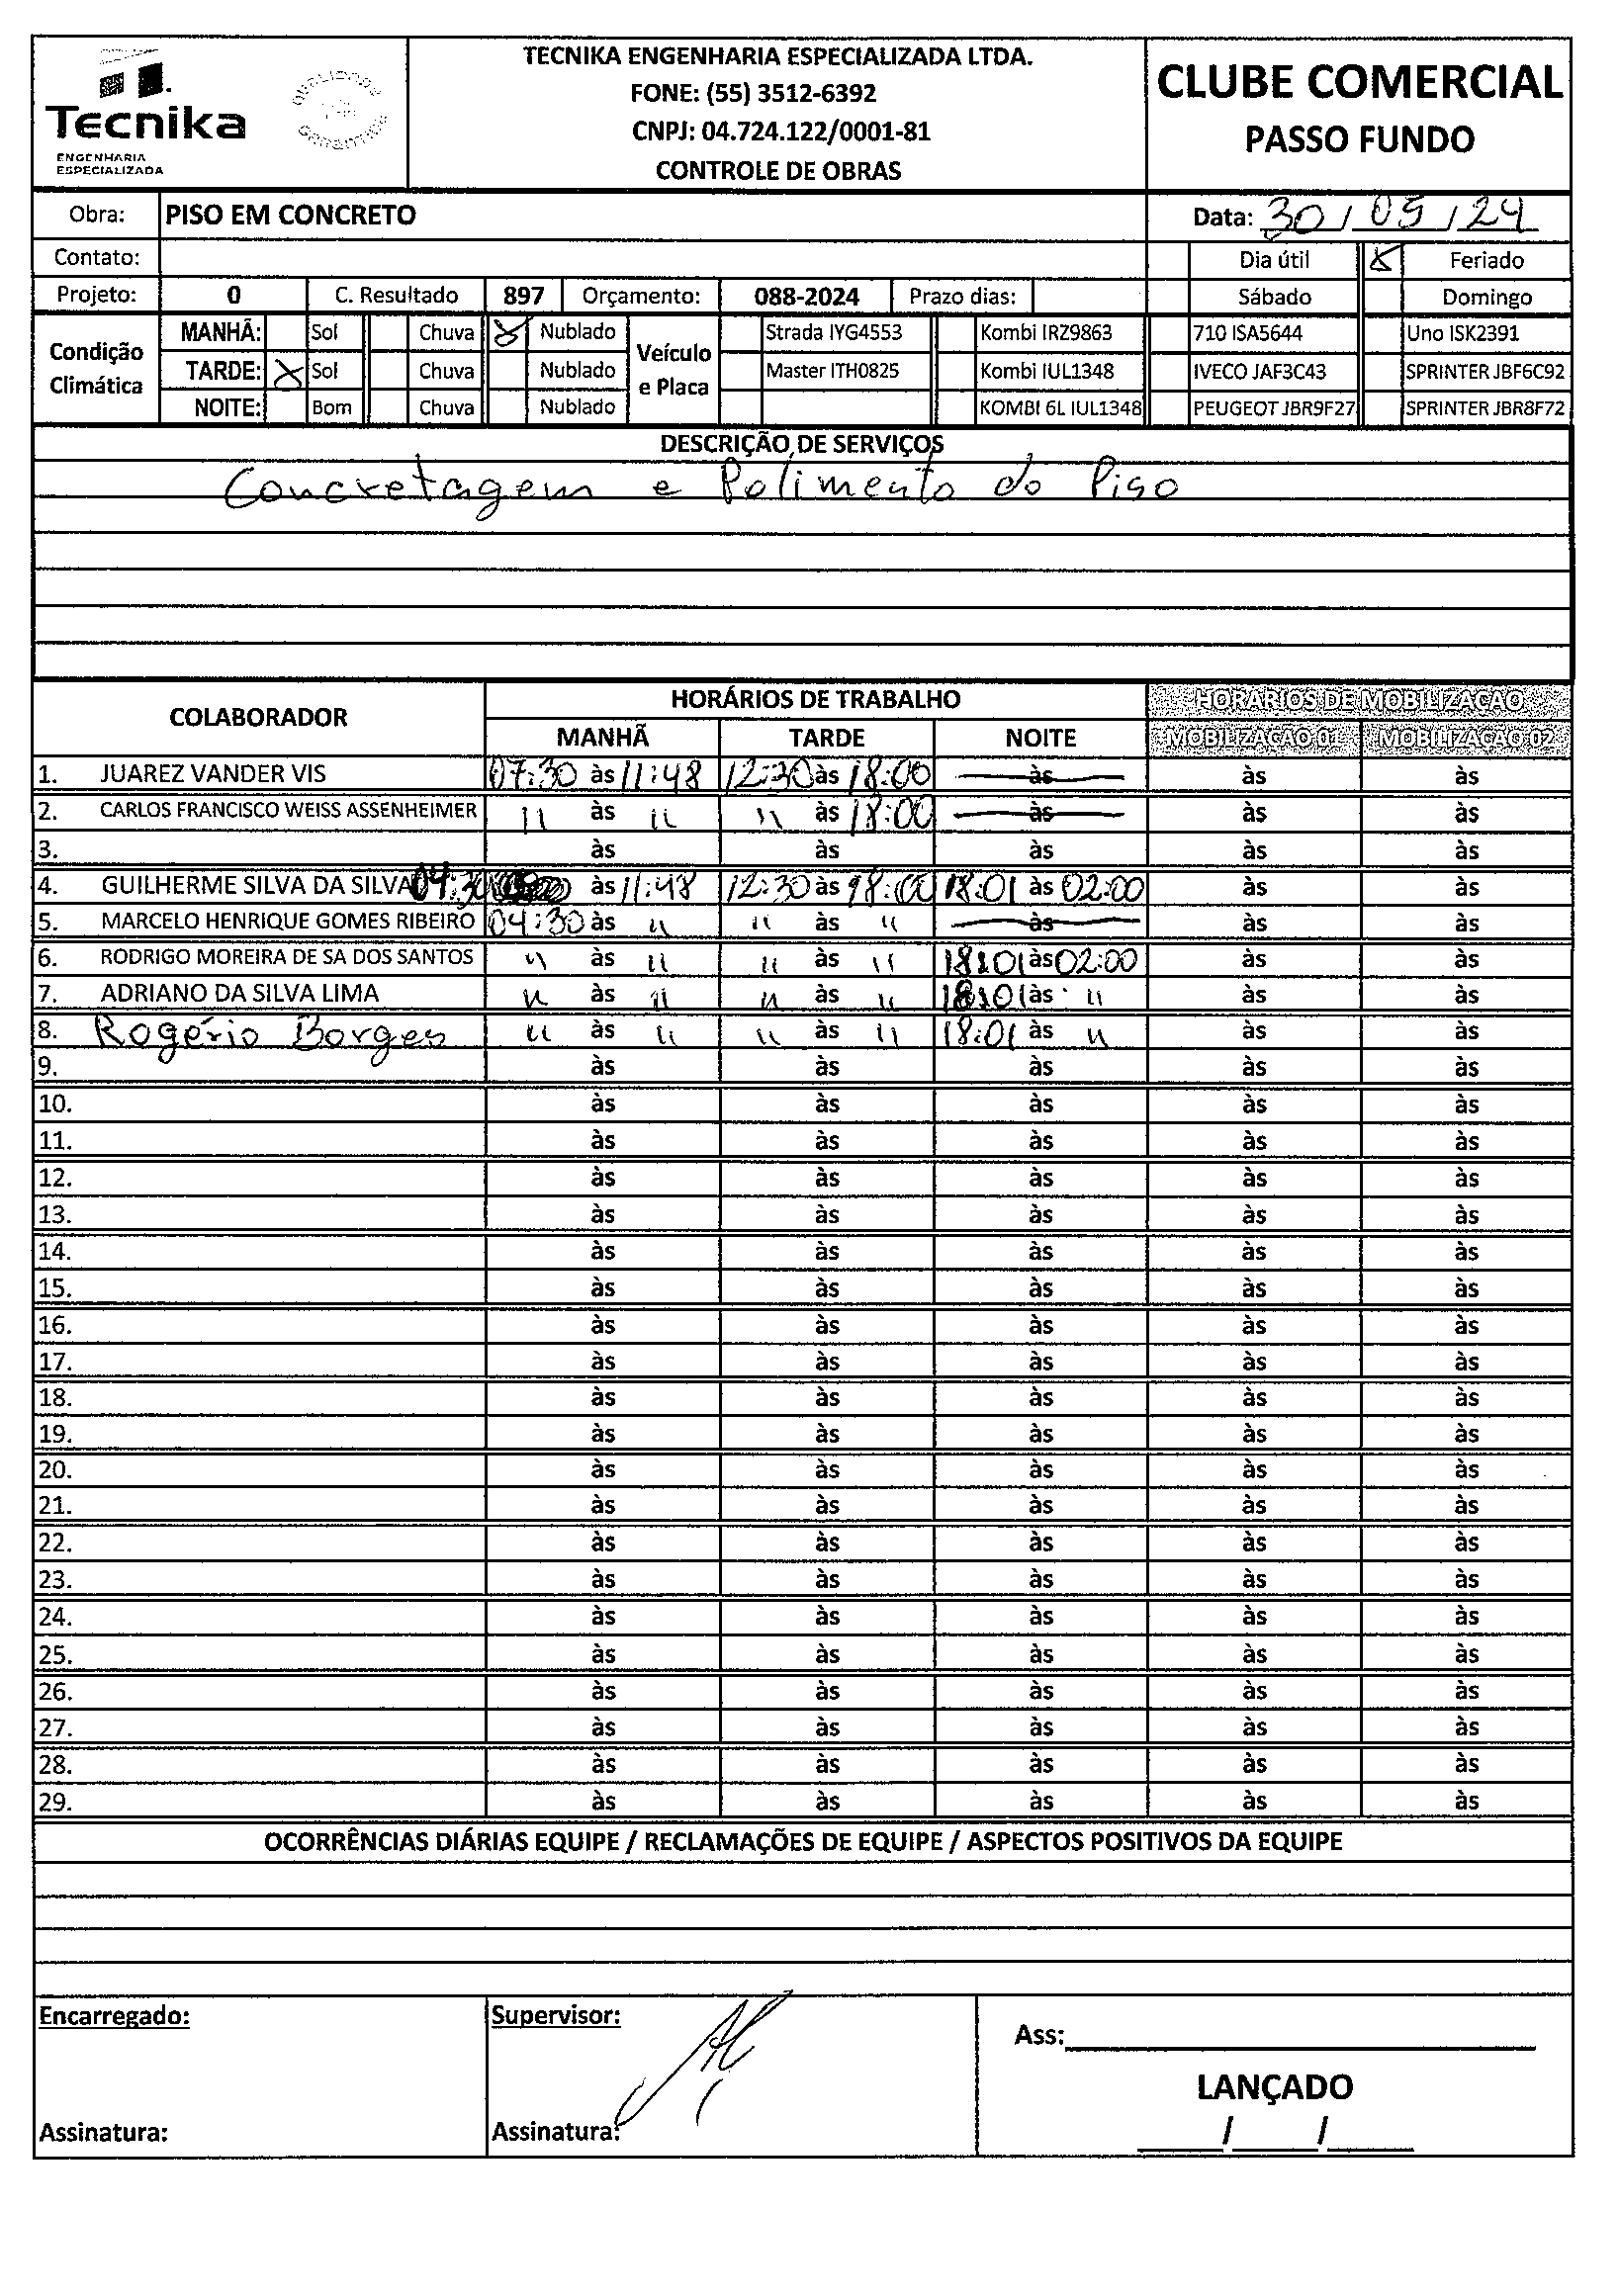 Tecnika
ENGENHARIA
ESPECIALIZADA
TECNIKA ENGENHARIA ESPECIALIZADA LTDA.
FONE: (55) 3512-6392
CNPJ: 04.724.122/0001-81
CONTROLE DE OBRAS
CLUBE COMERCIAL
PASSO FUNDO
Obra: PISO EM CONCRETO Data: 30/05/24
Contato: Dia útil X Feriado
Projeto: 0 C. Resultado 897 Orçamento: 088-2024 Prazo dias: Sábado Domingo
Condição Climática
MANHÃ: Sol Chuva X Nublado
TARDE: X Sol Chuva Nublado
NOITE: Bom Chuva Nublado
Veículo e Placa
Strada IYG4553 Kombi IRZ9863 710 ISA5644 Uno ISK2391
Master ITH0825 Kombi IUL1348 IVECO JAF3C43 SPRINTER JBF6C92
KOMBI 6L IUL1348 PEUGEOT JBR9F27 SPRINTER JBR8F72
DESCRIÇÃO DE SERVIÇOS
Concretagem e Polimento do Piso
COLABORADOR HORÁRIOS DE TRABALHO HORÁRIOS DE MOBILIZAÇÃO
MANHÃ TARDE NOITE MOBILIZAÇÃO 01 MOBILIZAÇÃO 02
1. JUAREZ VANDER VIS 07:30 às 11:48 12:30 às 18:00 às às às
2. CARLOS FRANCISCO WEISS ASSENHEIMER " às " " às 18:00 às às às
3. às às às às às
4. GUILHERME SILVA DA SILVA 04:30 às 11:48 12:30 às 18:00 18:01 às 02:00 às às
5. MARCELO HENRIQUE GOMES RIBEIRO 04:30 às " " às " às às às
6. RODRIGO MOREIRA DE SA DOS SANTOS " às " " às " 18:01 às 02:00 às às
7. ADRIANO DA SILVA LIMA " às " " às " 18:01 às " às às
8. Rogério Borges " às " " às " 18:01 às " às às
9. às às às às às
10. às às às às às
11. às às às às às
12. às às às às às
13. às às às às às
14. às às às às às
15. às às às às às
16. às às às às às
17. às às às às às
18. às às às às às
19. às às às às às
20. às às às às às
21. às às às às às
22. às às às às às
23. às às às às às
24. às às às às às
25. às às às às às
26. às às às às às
27. às às às às às
28. às às às às às
29. às às às às às
OCORRÊNCIAS DIÁRIAS EQUIPE / RECLAMAÇÕES DE EQUIPE / ASPECTOS POSITIVOS DA EQUIPE
Encarregado: Supervisor:
Ass:
LANÇADO
Assinatura: Assinatura:
/ /